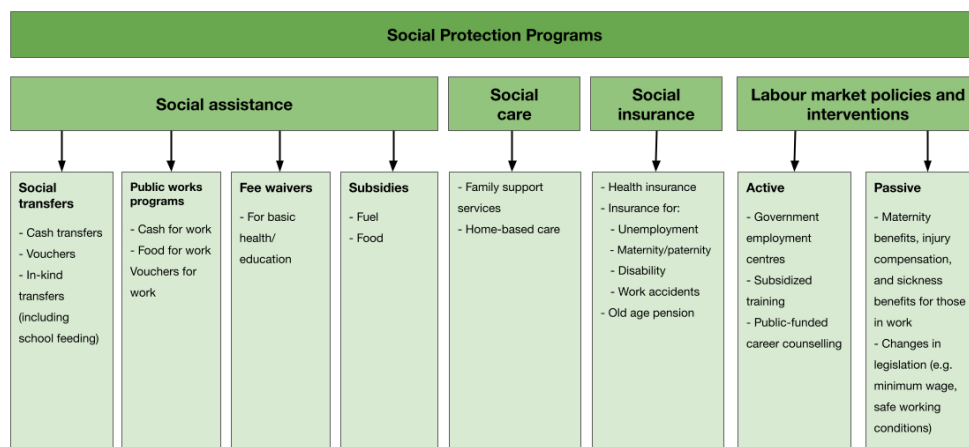 Social Protection Programs
Social assistance
Social
care
Social
insurance
Labour market policies and
interventions
Social
transfers
- Cash transfers
- Vouchers
- In-kind
transfers
(including
school feeding)
Public works
programs
- Cash for work
- Food for work
Vouchers for
work
Fee waivers
- For basic
health/
education
Subsidies
- Fuel
- Food
- Family support
services
- Home-based care
- Health insurance
- Insurance for:
- Unemployment
- Maternity/paternity
- Disability
- Work accidents
- Old age pension
Active
- Government
employment
centres
- Subsidized
training
- Public-funded
career counselling
Passive
- Maternity
benefits, injury
compensation,
and sickness
benefits for those
in work
- Changes in
legislation (e.g.
minimum wage,
safe working
conditions)